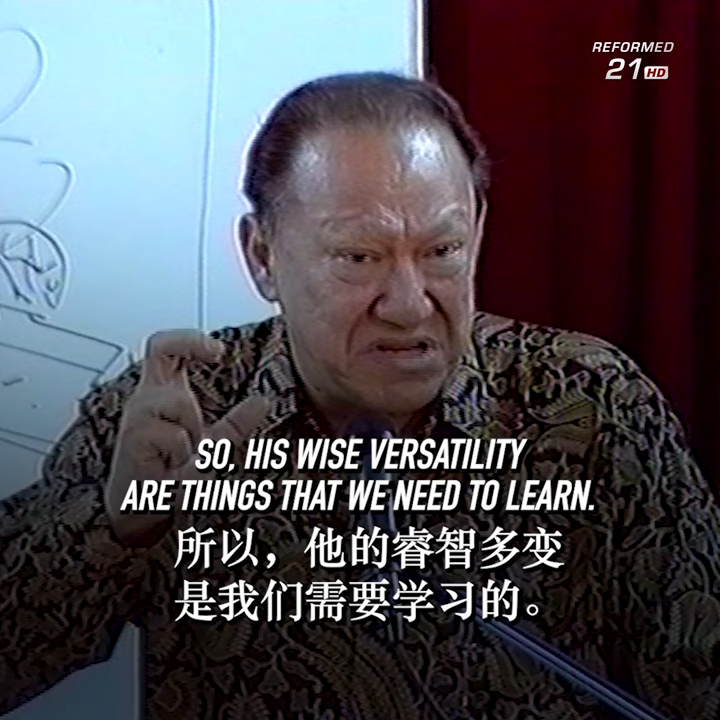 REFORMED
21 HD
SO, HIS WISE VERSATILITY
ARE THINGS THAT WE NEED TO LEARN.
所以，他的睿智多变
是我们需要学习的。